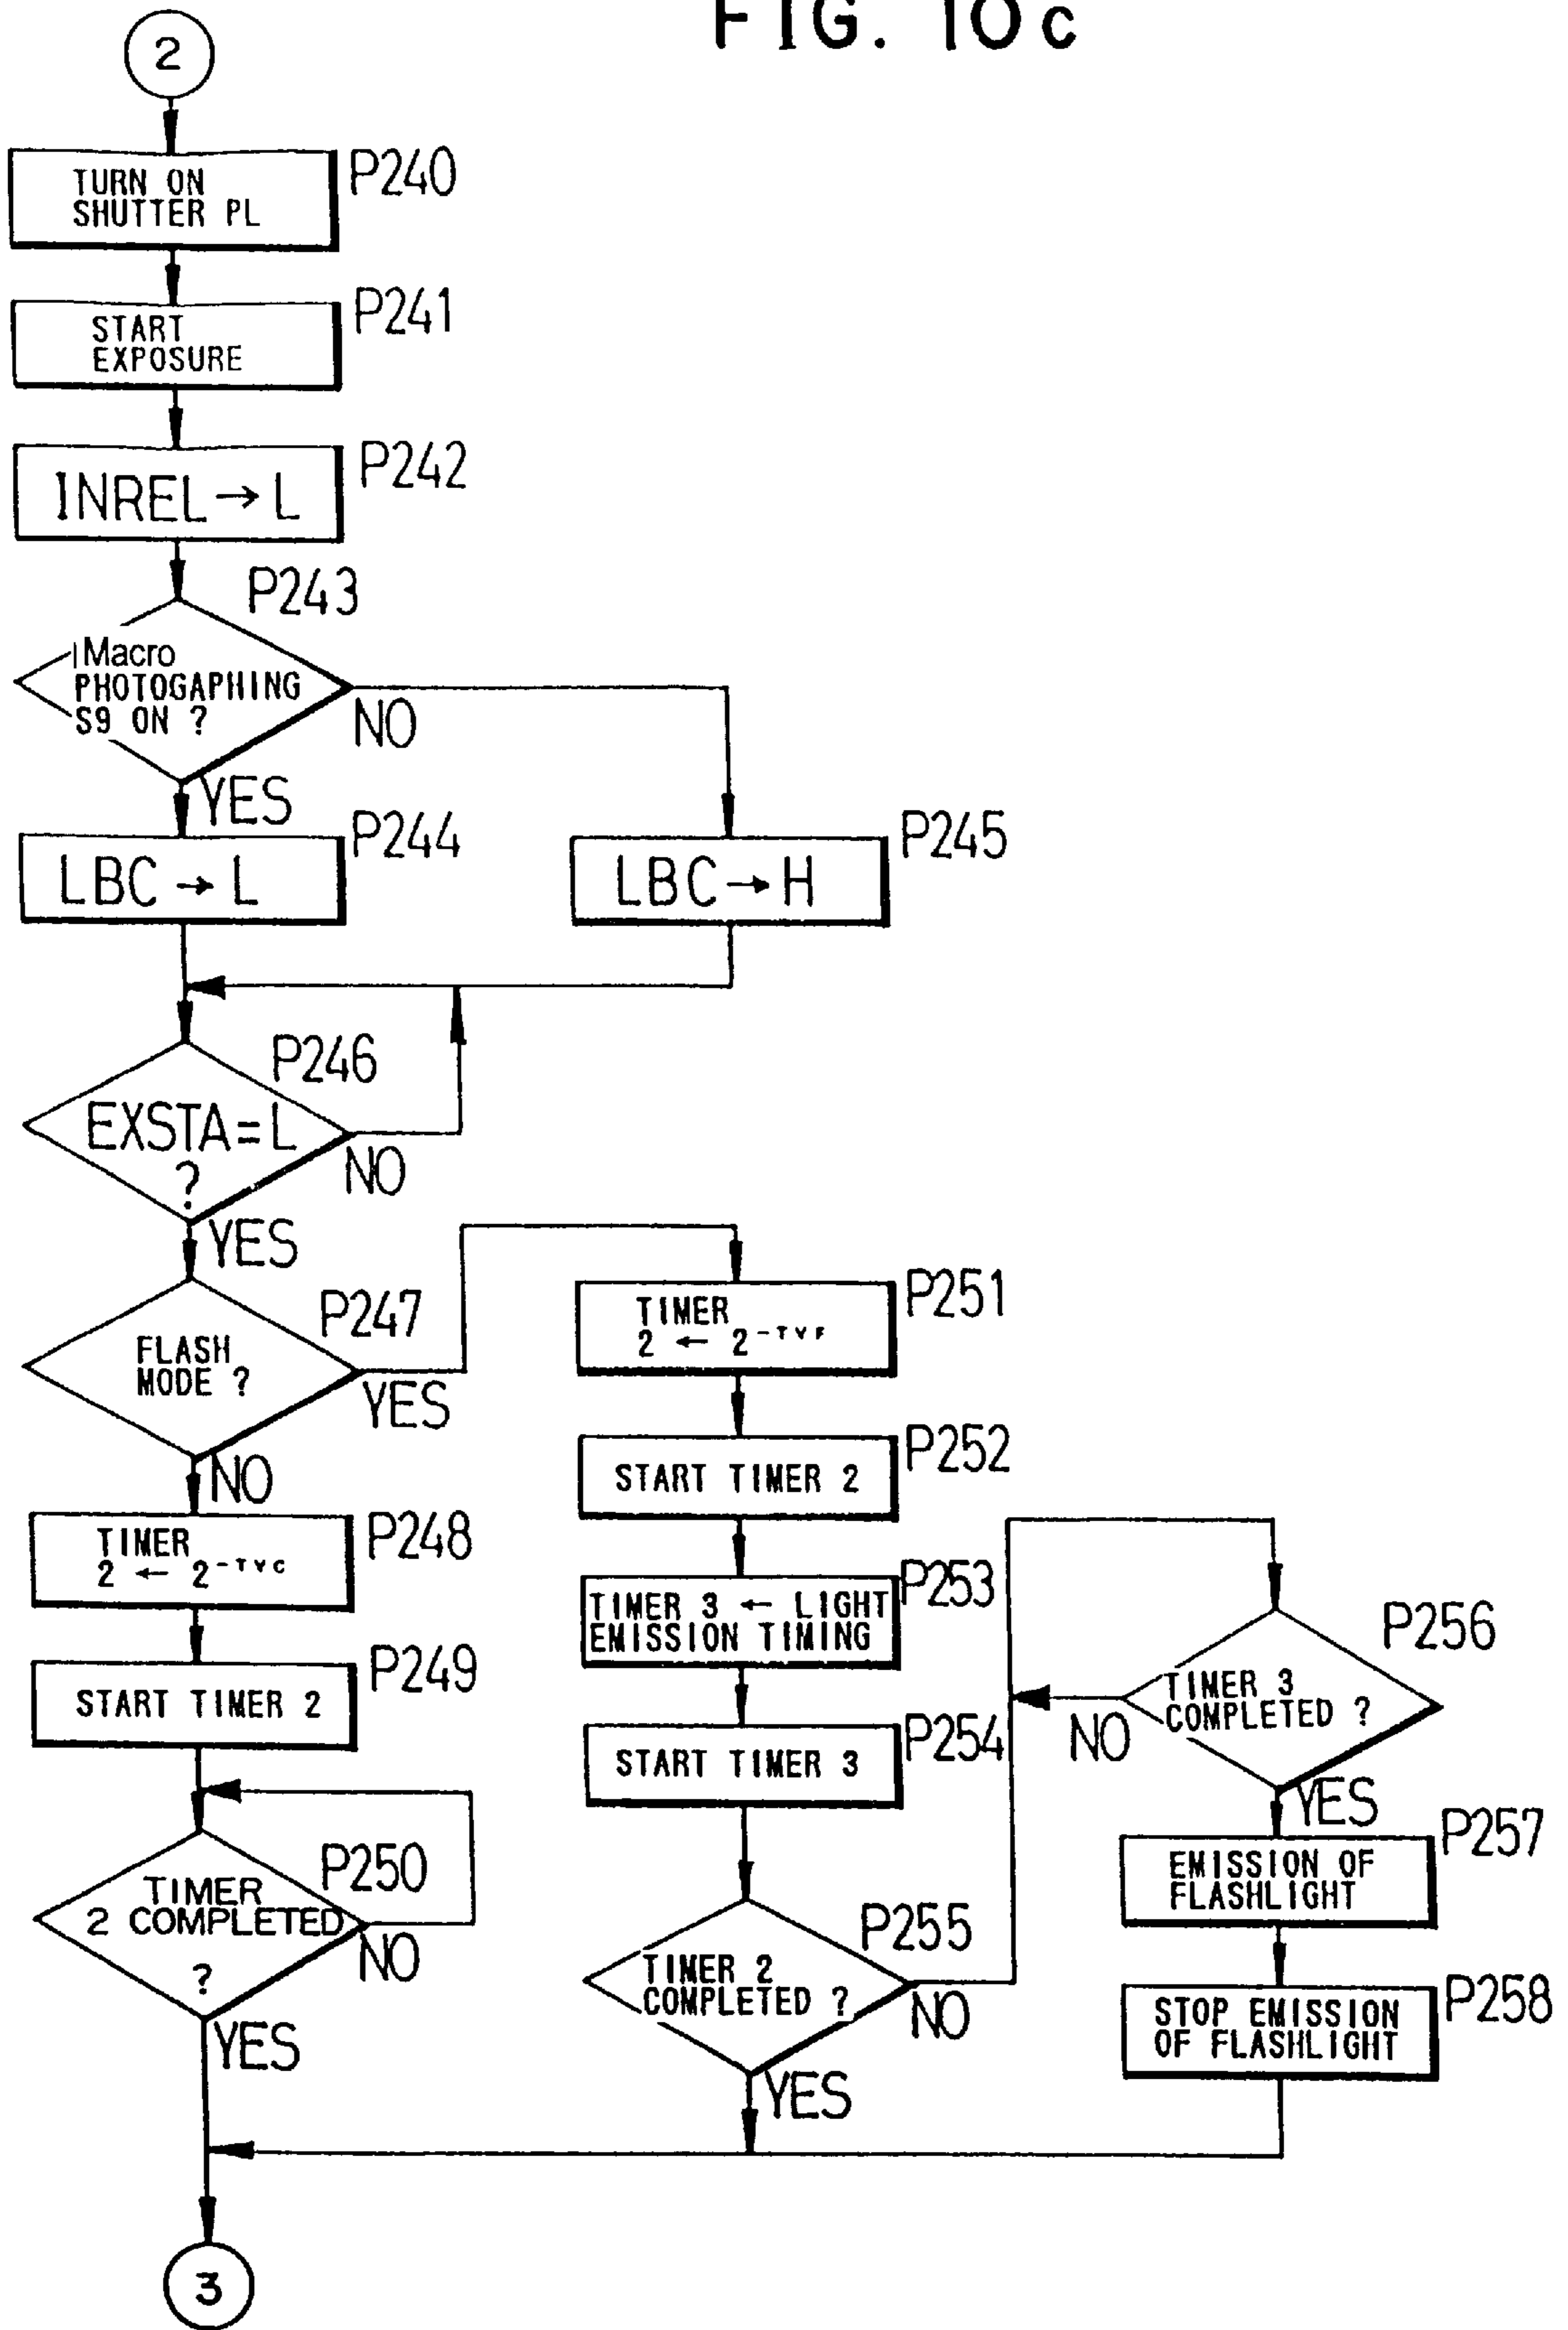 FIG. 10c
2
TURN ON
SHUTTER PL
P240
START
EXPOSURE
P241
INREL → L
P242
P243
Macro
PHOTOGAPHING
S9 ON ?
NO
YES
P244
LBC → L
P245
LBC → H
P246
EXSTA = L
?
NO
YES
P247
FLASH
MODE ?
YES
NO
P248
TIMER
2 ← 2^-TVC
P249
START TIMER 2
P250
TIMER
2 COMPLETED
?
NO
YES
P251
TIMER
2 ← 2^-TVF
P252
START TIMER 2
P253
TIMER 3 ← LIGHT
EMISSION TIMING
P254
START TIMER 3
P255
TIMER 2
COMPLETED ?
NO
YES
P256
TIMER 3
COMPLETED ?
NO
YES
P257
EMISSION OF
FLASHLIGHT
P258
STOP EMISSION
OF FLASHLIGHT
3